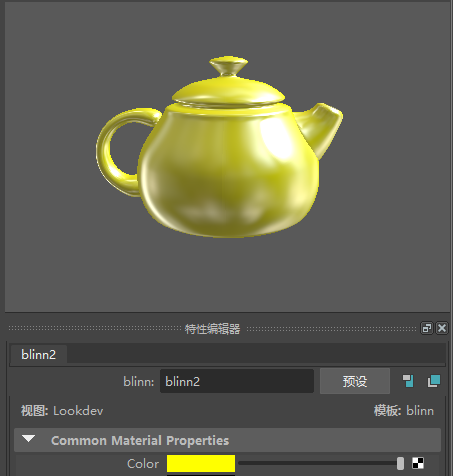 特性编辑器
blinn2
blinn: blinn2 预设
视图: Lookdev 模板: blinn
Common Material Properties
Color